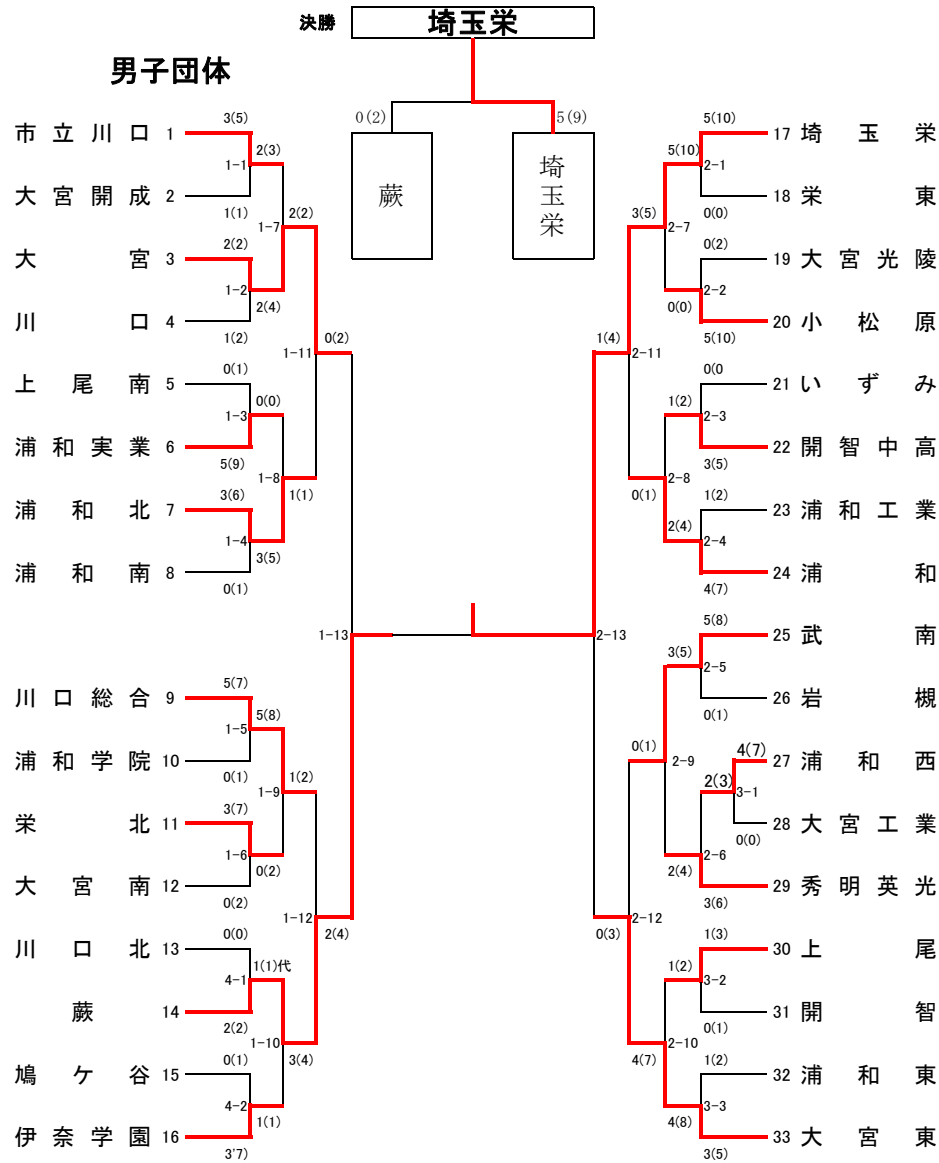 決勝 埼玉栄
男子団体
0(2) 5(9)
蕨
埼玉栄
3(5)
市立川口 1
2(3)
1-1
大宮開成 2
1(1)
1-7
2(2)
2(2)
大宮 3
1-2
2(4)
川口 4
1(2)
1-11
0(2)
0(1)
上尾南 5
0(0)
1-3
浦和実業 6
5(9)
1-8
1(1)
3(6)
浦和北 7
1-4
3(5)
浦和南 8
0(1)
1-13
5(7)
川口総合 9
5(8)
1-5
浦和学院 10
0(1)
1-9
1(2)
3(7)
栄北 11
1-6
0(2)
大宮南 12
0(2)
1-12
2(4)
0(0)
川口北 13
1(1)代
4-1
蕨 14
2(2)
1-10
3(4)
0(1)
鳩ケ谷 15
4-2
1(1)
伊奈学園 16
3'7)
5(10)
17 埼玉栄
5(10)
2-1
18 栄東
0(0)
3(5)
2-7
0(2)
19 大宮光陵
2-2
0(0)
20 小松原
5(10)
1(4)
2-11
0(0
21 いずみ
1(2)
2-3
22 開智中高
3(5)
2-8
0(1)
1(2)
23 浦和工業
2(4)
2-4
24 浦和
4(7)
2-13
5(8)
25 武南
3(5)
2-5
26 岩槻
0(1)
0(1)
2-9
4(7)
27 浦和西
2(3)
3-1
28 大宮工業
0(0)
2-6
2(4)
29 秀明英光
3(6)
2-12
0(3)
1(3)
30 上尾
1(2)
3-2
31 開智
0(1)
2-10
4(7)
1(2)
32 浦和東
3-3
4(8)
33 大宮東
3(5)